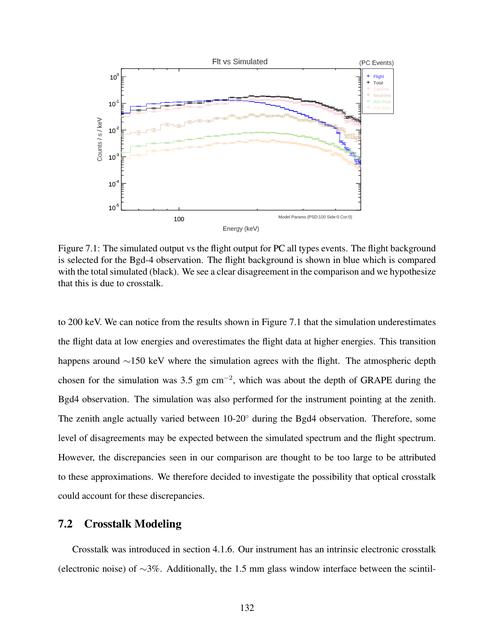 Flt vs Simulated
(PC Events)
Flight
Total
10⁰
10⁻¹
10⁻²
10⁻³
10⁻⁴
10⁻⁵
Counts / s / keV
100
Model Params (PSD:100 Side:0 Cor:0)
Energy (keV)
Figure 7.1: The simulated output vs the flight output for PC all types events. The flight background
is selected for the Bgd-4 observation. The flight background is shown in blue which is compared
with the total simulated (black). We see a clear disagreement in the comparison and we hypothesize
that this is due to crosstalk.
to 200 keV. We can notice from the results shown in Figure 7.1 that the simulation underestimates
the flight data at low energies and overestimates the flight data at higher energies. This transition
happens around ∼150 keV where the simulation agrees with the flight. The atmospheric depth
chosen for the simulation was 3.5 gm cm⁻², which was about the depth of GRAPE during the
Bgd4 observation. The simulation was also performed for the instrument pointing at the zenith.
The zenith angle actually varied between 10-20° during the Bgd4 observation. Therefore, some
level of disagreements may be expected between the simulated spectrum and the flight spectrum.
However, the discrepancies seen in our comparison are thought to be too large to be attributed
to these approximations. We therefore decided to investigate the possibility that optical crosstalk
could account for these discrepancies.
7.2 Crosstalk Modeling
Crosstalk was introduced in section 4.1.6. Our instrument has an intrinsic electronic crosstalk
(electronic noise) of ∼3%. Additionally, the 1.5 mm glass window interface between the scintil-
132